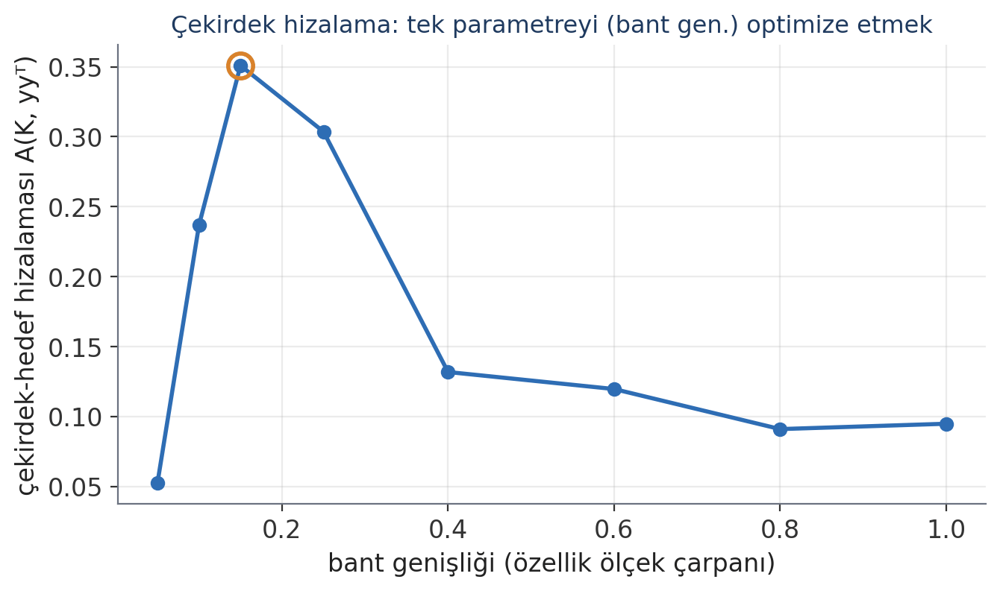 Çekirdek hizalama: tek parametreyi (bant gen.) optimize etmek
çekirdek-hedef hizalaması A(K, yyᵀ)
0.35
0.30
0.25
0.20
0.15
0.10
0.05
0.2 0.4 0.6 0.8 1.0
bant genişliği (özellik ölçek çarpanı)